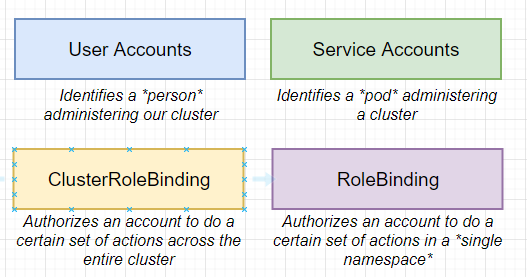 User Accounts
Service Accounts
Identifies a *person*
administering our cluster
Identifies a *pod* administering
a cluster
ClusterRoleBinding
RoleBinding
Authorizes an account to do a
certain set of actions across the
entire cluster
Authorizes an account to do a
certain set of actions in a *single
namespace*